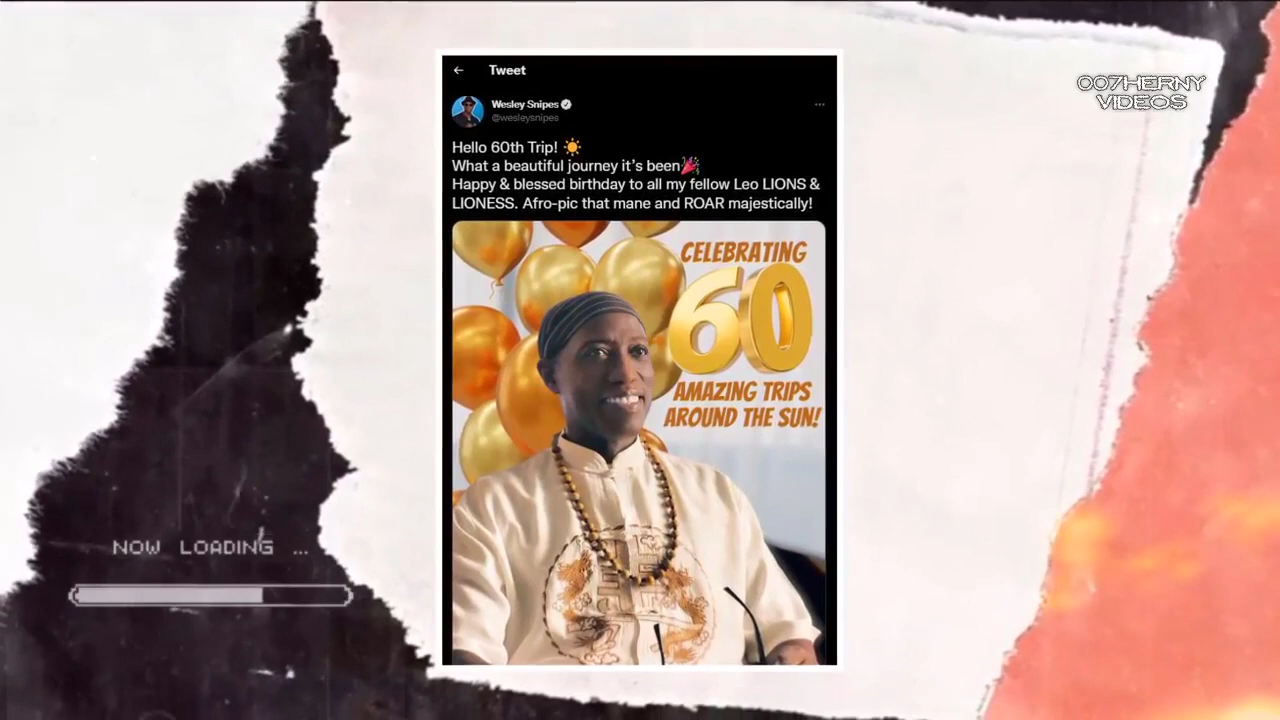 007HERNY
VIDEOS
Tweet
Wesley Snipes
@wesleysnipes
Hello 60th Trip! ☀️
What a beautiful journey it's been🎉
Happy & blessed birthday to all my fellow Leo LIONS &
LIONESS. Afro-pic that mane and ROAR majestically!
CELEBRATING
60
AMAZING TRIPS
AROUND THE SUN!
NOW LOADING ...